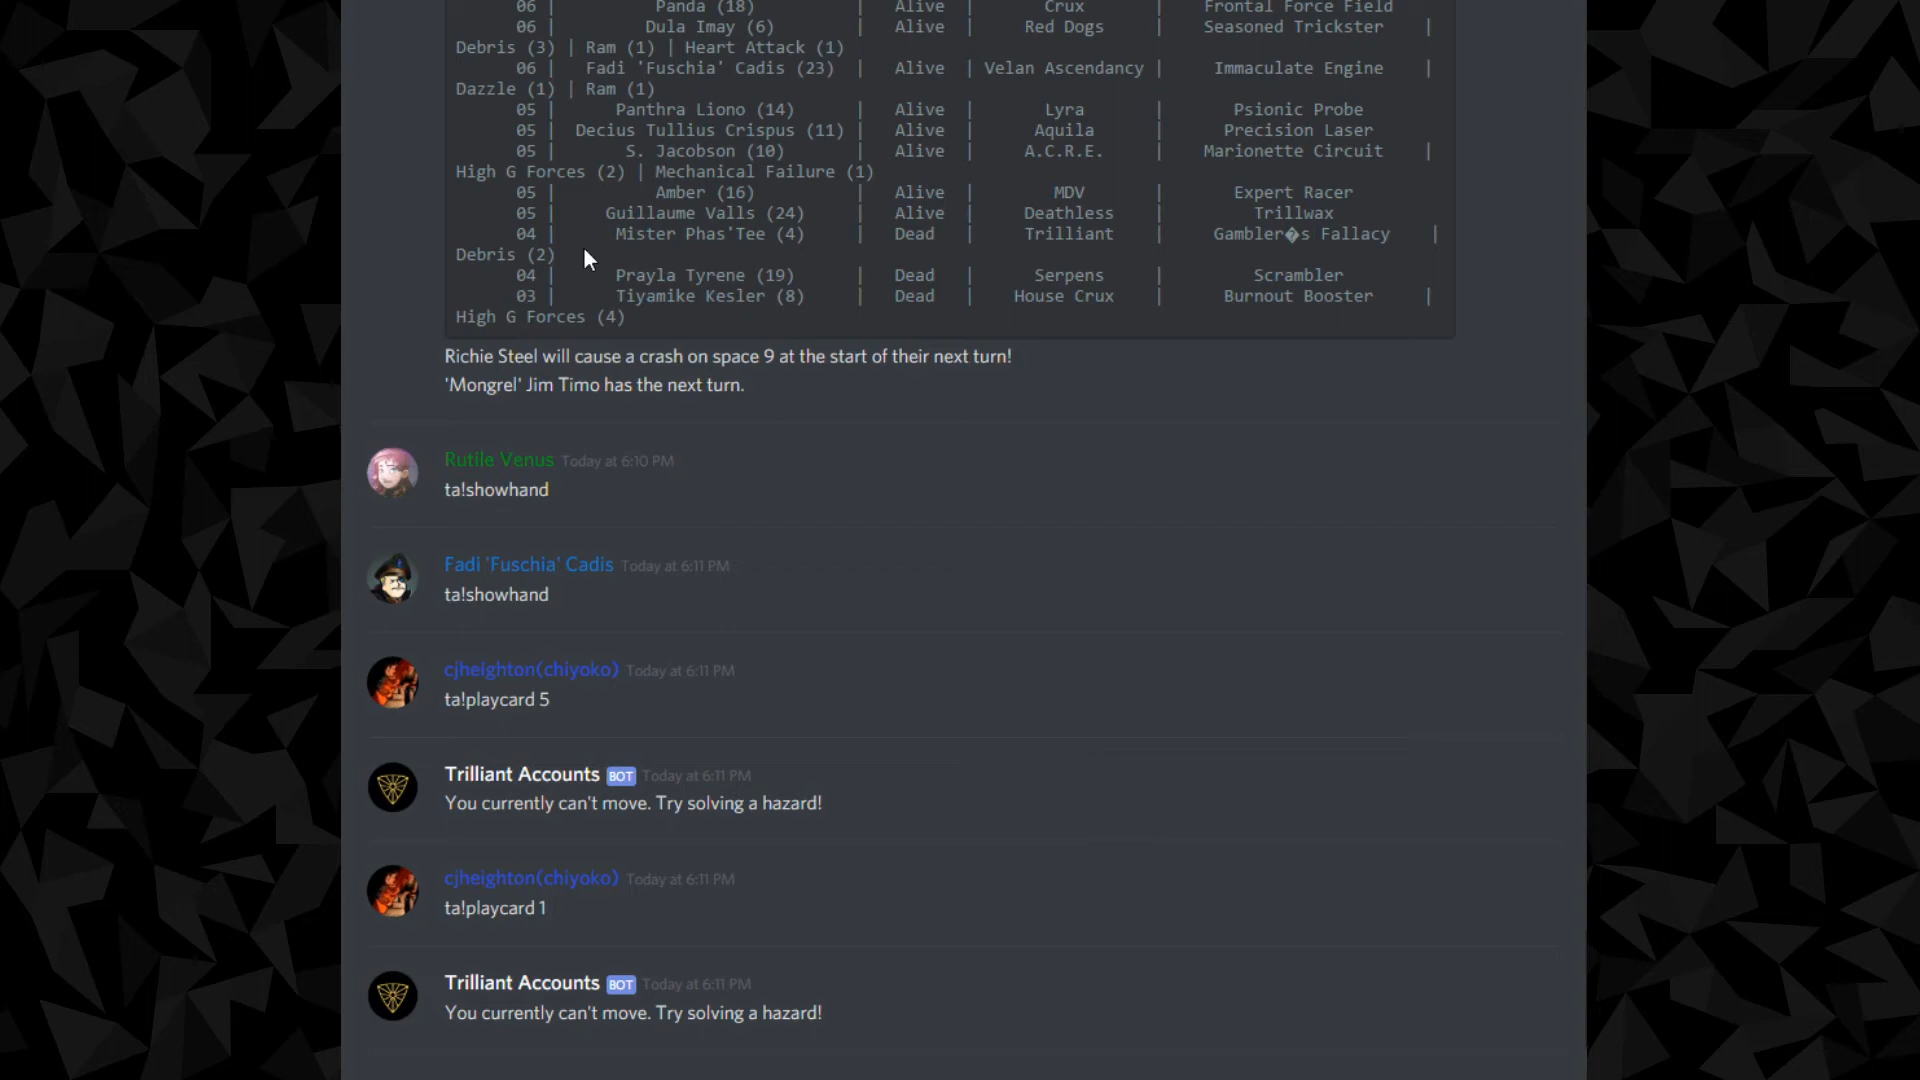 06 | Panda (18) | Alive | Crux | Frontal Force Field
06 | Dula Imay (6) | Alive | Red Dogs | Seasoned Trickster |
Debris (3) | Ram (1) | Heart Attack (1)
06 | Fadi 'Fuschia' Cadis (23) | Alive | Velan Ascendancy | Immaculate Engine |
Dazzle (1) | Ram (1)
05 | Panthra Liono (14) | Alive | Lyra | Psionic Probe
05 | Decius Tullius Crispus (11) | Alive | Aquila | Precision Laser
05 | S. Jacobson (10) | Alive | A.C.R.E. | Marionette Circuit |
High G Forces (2) | Mechanical Failure (1)
05 | Amber (16) | Alive | MDV | Expert Racer
05 | Guillaume Valls (24) | Alive | Deathless | Trillwax
04 | Mister Phas'Tee (4) | Dead | Trilliant | Gambler�s Fallacy |
Debris (2)
04 | Prayla Tyrene (19) | Dead | Serpens | Scrambler
03 | Tiyamike Kesler (8) | Dead | House Crux | Burnout Booster |
High G Forces (4)
Richie Steel will cause a crash on space 9 at the start of their next turn!
'Mongrel' Jim Timo has the next turn.
Rutile Venus Today at 6:10 PM
ta!showhand
Fadi 'Fuschia' Cadis Today at 6:11 PM
ta!showhand
cjheighton(chiyoko) Today at 6:11 PM
ta!playcard 5
Trilliant Accounts BOT Today at 6:11 PM
You currently can't move. Try solving a hazard!
cjheighton(chiyoko) Today at 6:11 PM
ta!playcard 1
Trilliant Accounts BOT Today at 6:11 PM
You currently can't move. Try solving a hazard!